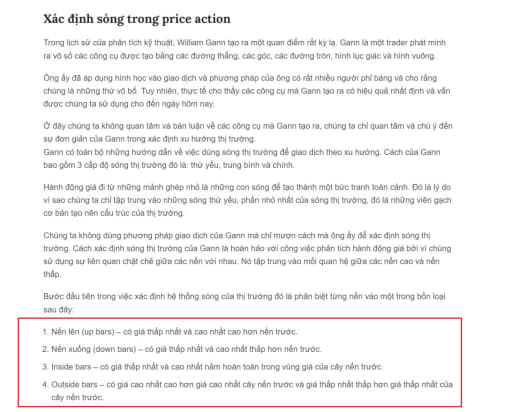 Xác định sóng trong price action
Trong lịch sử của phân tích kỹ thuật, William Gann tạo ra một quan điểm rất kỳ lạ. Gann là một trader phát minh
ra vô số các công cụ được tạo bằng các đường thẳng, các góc, các đường tròn, hình lục giác và hình vuông.
Ông ấy đã áp dụng hình học vào giao dịch và phương pháp của ông có rất nhiều người phỉ báng và cho rằng
chúng là những thứ vô bổ. Tuy nhiên, thực tế cho thấy các công cụ mà Gann tạo ra có hiệu quả nhất định và vẫn
được chúng ta sử dụng cho đến ngày hôm nay.
Ở đây chúng ta không quan tâm và bàn luận về các công cụ mà Gann tạo ra, chúng ta chỉ quan tâm và chú ý đến
sự đơn giản của Gann trong xác định xu hướng thị trường.
Gann có toàn bộ những hướng dẫn về việc dùng sóng thị trường để giao dịch theo xu hướng. Cách của Gann
bao gồm 3 cấp độ sóng thị trường đó là: thứ yếu, trung bình và chính.
Hành động giá đi từ những mảnh ghép nhỏ là những con sóng để tạo thành một bức tranh toàn cảnh. Đó là lý do
vì sao chúng ta chỉ tập trung vào những sóng thứ yếu, phần nhỏ nhất của sóng thị trường, đó là những viên gạch
cơ bản tạo nên cấu trúc của thị trường.
Chúng ta không dùng phương pháp giao dịch của Gann mà chỉ mượn cách mà ông ấy để xác định sóng thị
trường. Cách xác định sóng thị trường của Gann là hoàn hảo với công việc phân tích hành động giá bởi vì chúng
sử dụng sự liên quan chặt chẽ giữa các nến với nhau. Nó tập trung vào mối quan hệ giữa các nến cao và nến
thấp.
Bước đầu tiên trong việc xác định hệ thống sóng của thị trường đó là phân biệt từng nến vào một trong bốn loại
sau đây:
1. Nến lên (up bars) – có giá thấp nhất và cao nhất cao hơn nến trước.
2. Nến xuống (down bars) – có giá thấp nhất và cao nhất thấp hơn nến trước.
3. Inside bars – có giá thấp nhất và cao nhất nằm hoàn toàn trong vùng giá của cây nến trước.
4. Outside bars – có giá cao nhất cao hơn giá cao nhất cây nến trước và giá thấp nhất thấp hơn giá thấp nhất của
cây nến trước.